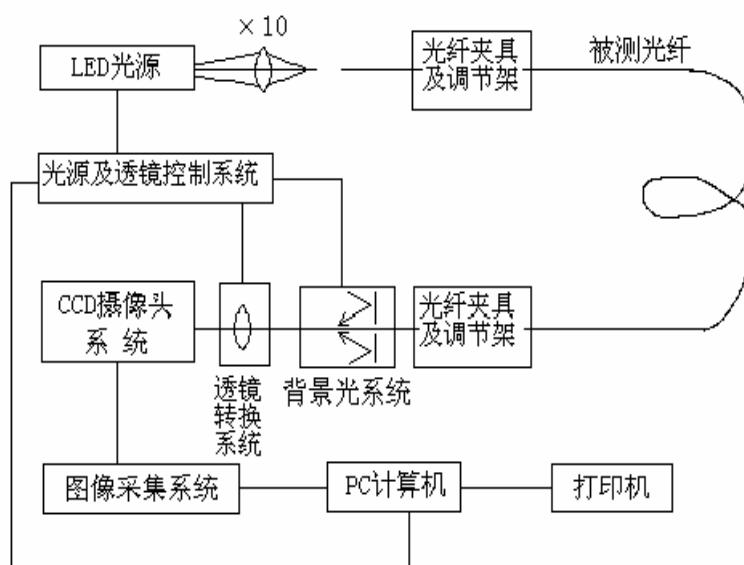 ×10
LED光源
光纤夹具
及调节架
被测光纤
光源及透镜控制系统
CCD摄像头
系 统
光纤夹具
及调节架
透镜
转换
系统
背景光系统
图像采集系统
PC计算机
打印机